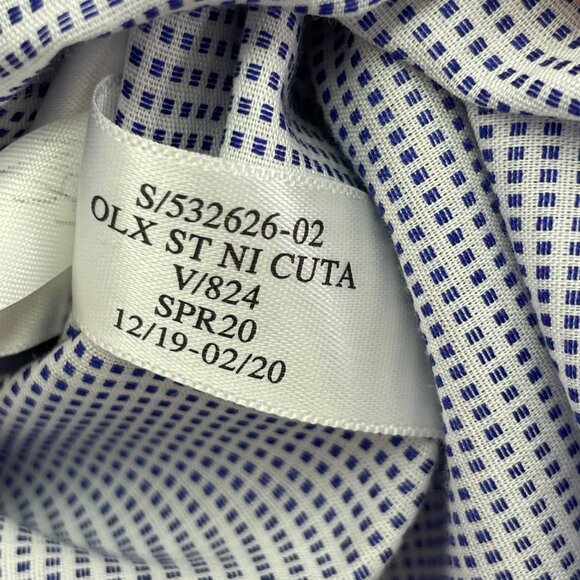 S/532626-02
OLX ST NI CUTA
V/824
SPR20
12/19-02/20